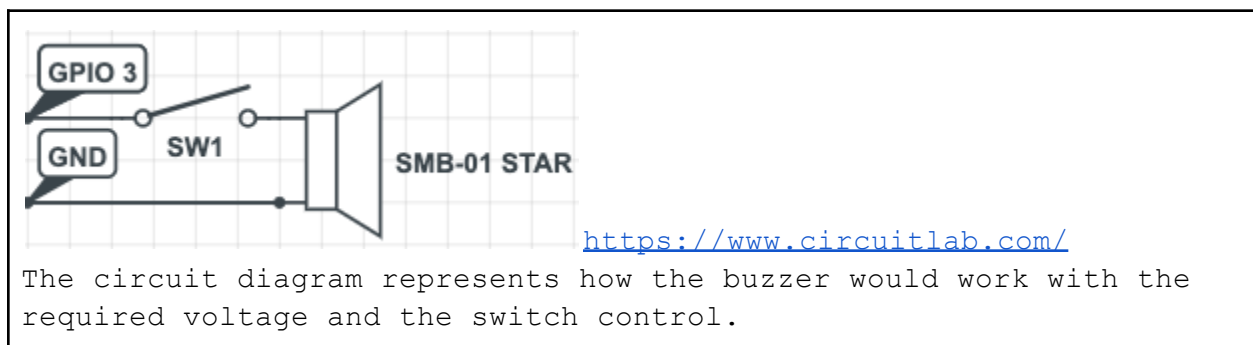 GPIO 3
GND
SW1
SMB-01 STAR
https://www.circuitlab.com/
The circuit diagram represents how the buzzer would work with the
required voltage and the switch control.